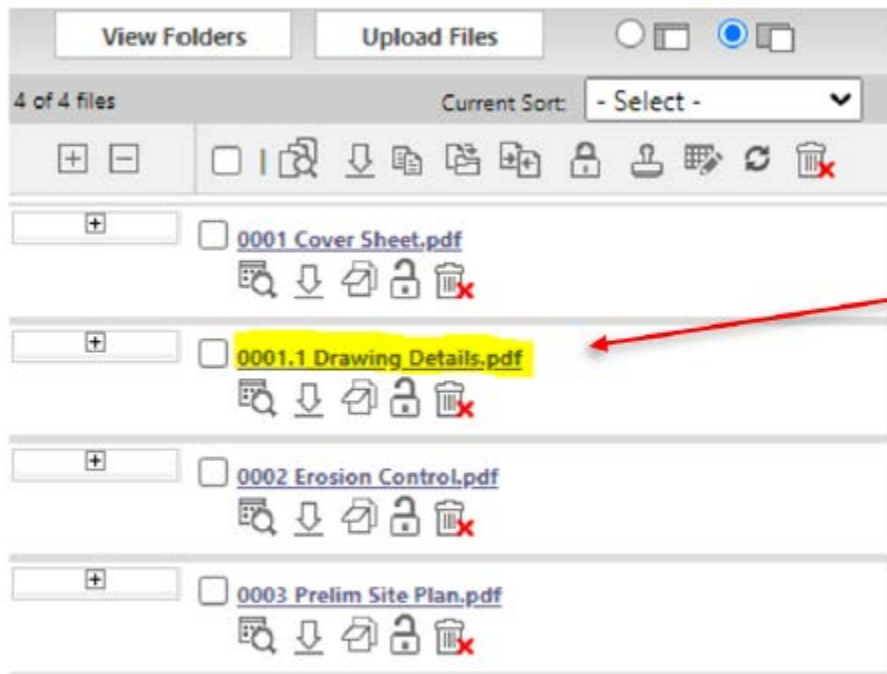 View Folders Upload Files
4 of 4 files Current Sort: - Select -
0001 Cover Sheet.pdf
0001.1 Drawing Details.pdf
0002 Erosion Control.pdf
0003 Prelim Site Plan.pdf